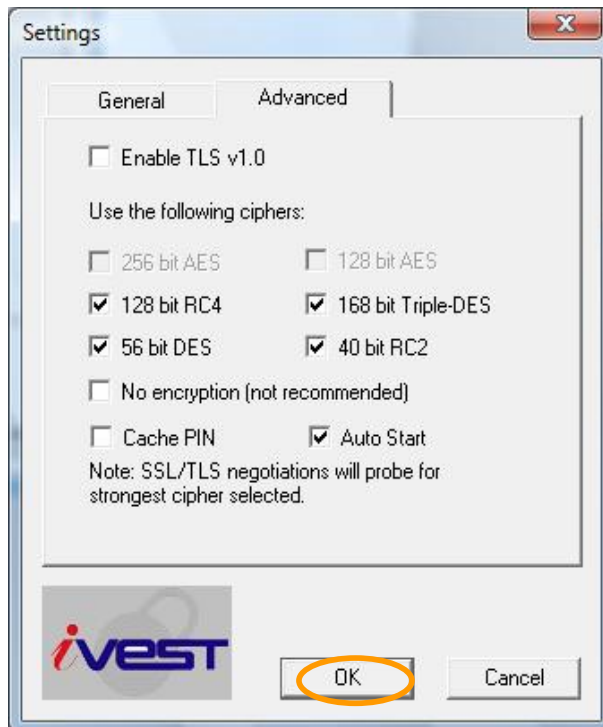 Settings
General Advanced
Enable TLS v1.0
Use the following ciphers:
256 bit AES 128 bit AES
128 bit RC4 168 bit Triple-DES
56 bit DES 40 bit RC2
No encryption (not recommended)
Cache PIN Auto Start
Note: SSL/TLS negotiations will probe for
strongest cipher selected.
ivest
OK Cancel